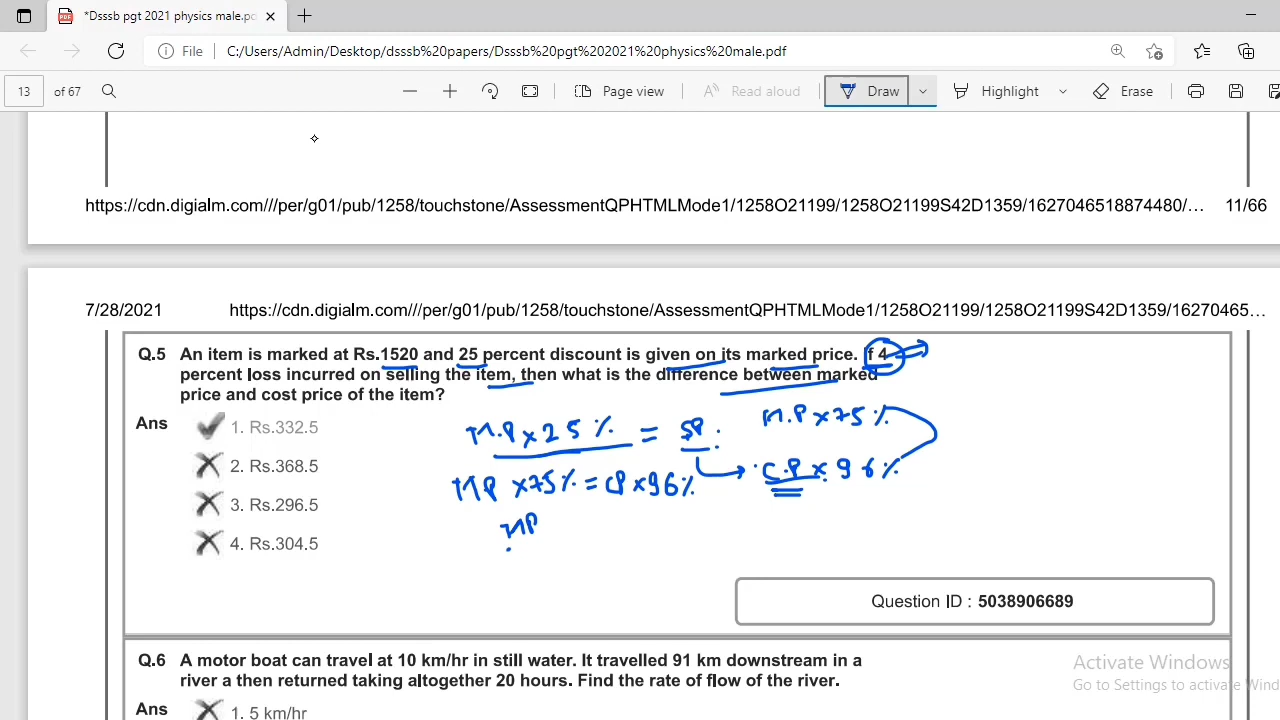 *Dsssb pgt 2021 physics male.pd
File C:/Users/Admin/Desktop/dsssb%20papers/Dsssb%20pgt%202021%20physics%20male.pdf
13 of 67 Page view Read aloud Draw Highlight Erase
https://cdn.digialm.com///per/g01/pub/1258/touchstone/AssessmentQPHTMLMode1/1258O21199/1258O21199S42D1359/1627046518874480/... 11/66
7/28/2021 https://cdn.digialm.com///per/g01/pub/1258/touchstone/AssessmentQPHTMLMode1/1258O21199/1258O21199S42D1359/16270465...
Q.5 An item is marked at Rs.1520 and 25 percent discount is given on its marked price. If 4
percent loss incurred on selling the item, then what is the difference between marked
price and cost price of the item?
Ans
1. Rs.332.5
2. Rs.368.5
3. Rs.296.5
4. Rs.304.5
M.P x 75%
M.P x 25% = SP
C.P x 96%
MP x 75% = CP x 96%
MP
Question ID : 5038906689
Q.6 A motor boat can travel at 10 km/hr in still water. It travelled 91 km downstream in a
river a then returned taking altogether 20 hours. Find the rate of flow of the river.
Ans 1. 5 km/hr
Activate Windows
Go to Settings to activate Wind